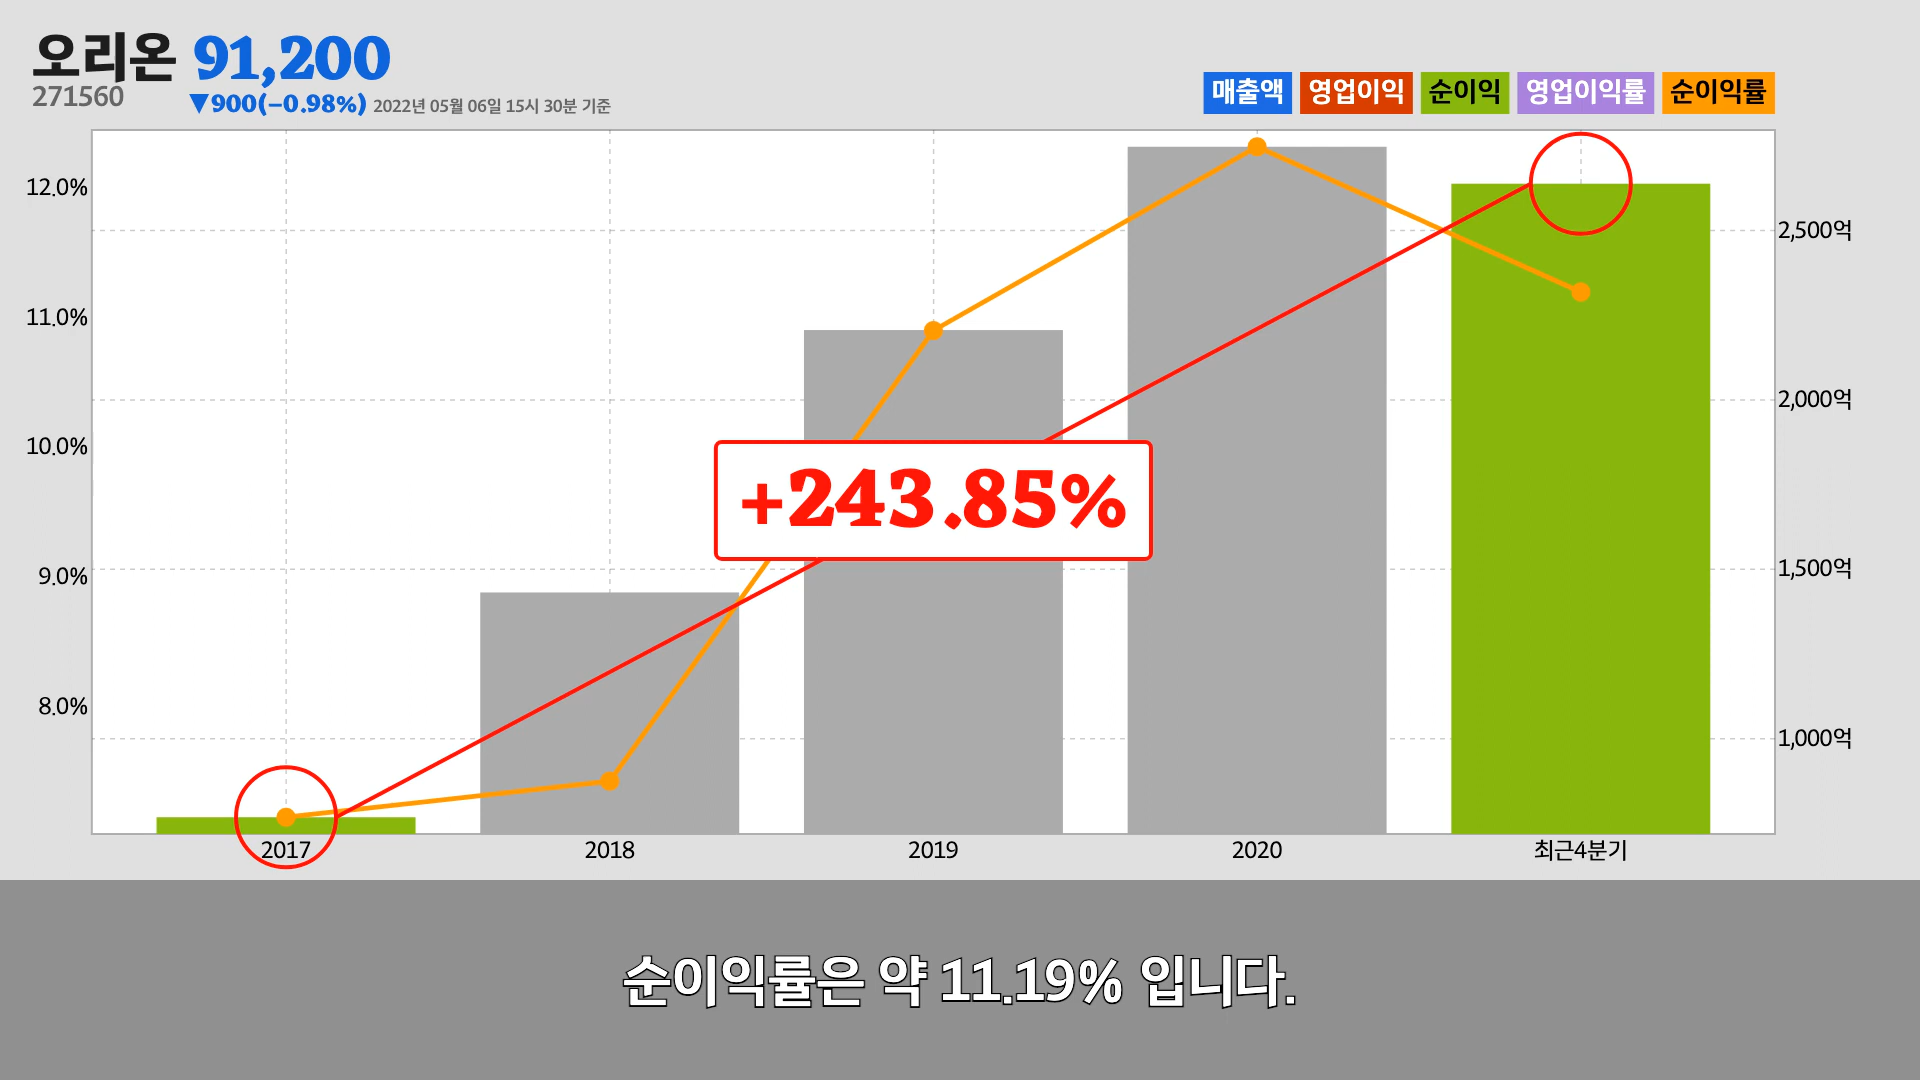 오리온 91,200
271560
▼900(−0.98%) 2022년 05월 06일 15시 30분 기준
매출액 영업이익 순이익 영업이익률 순이익률
12.0%
11.0%
10.0%
9.0%
8.0%
2,500억
2,000억
1,500억
1,000억
+243.85%
2017 2018 2019 2020 최근4분기
순이익률은 약 11.19% 입니다.